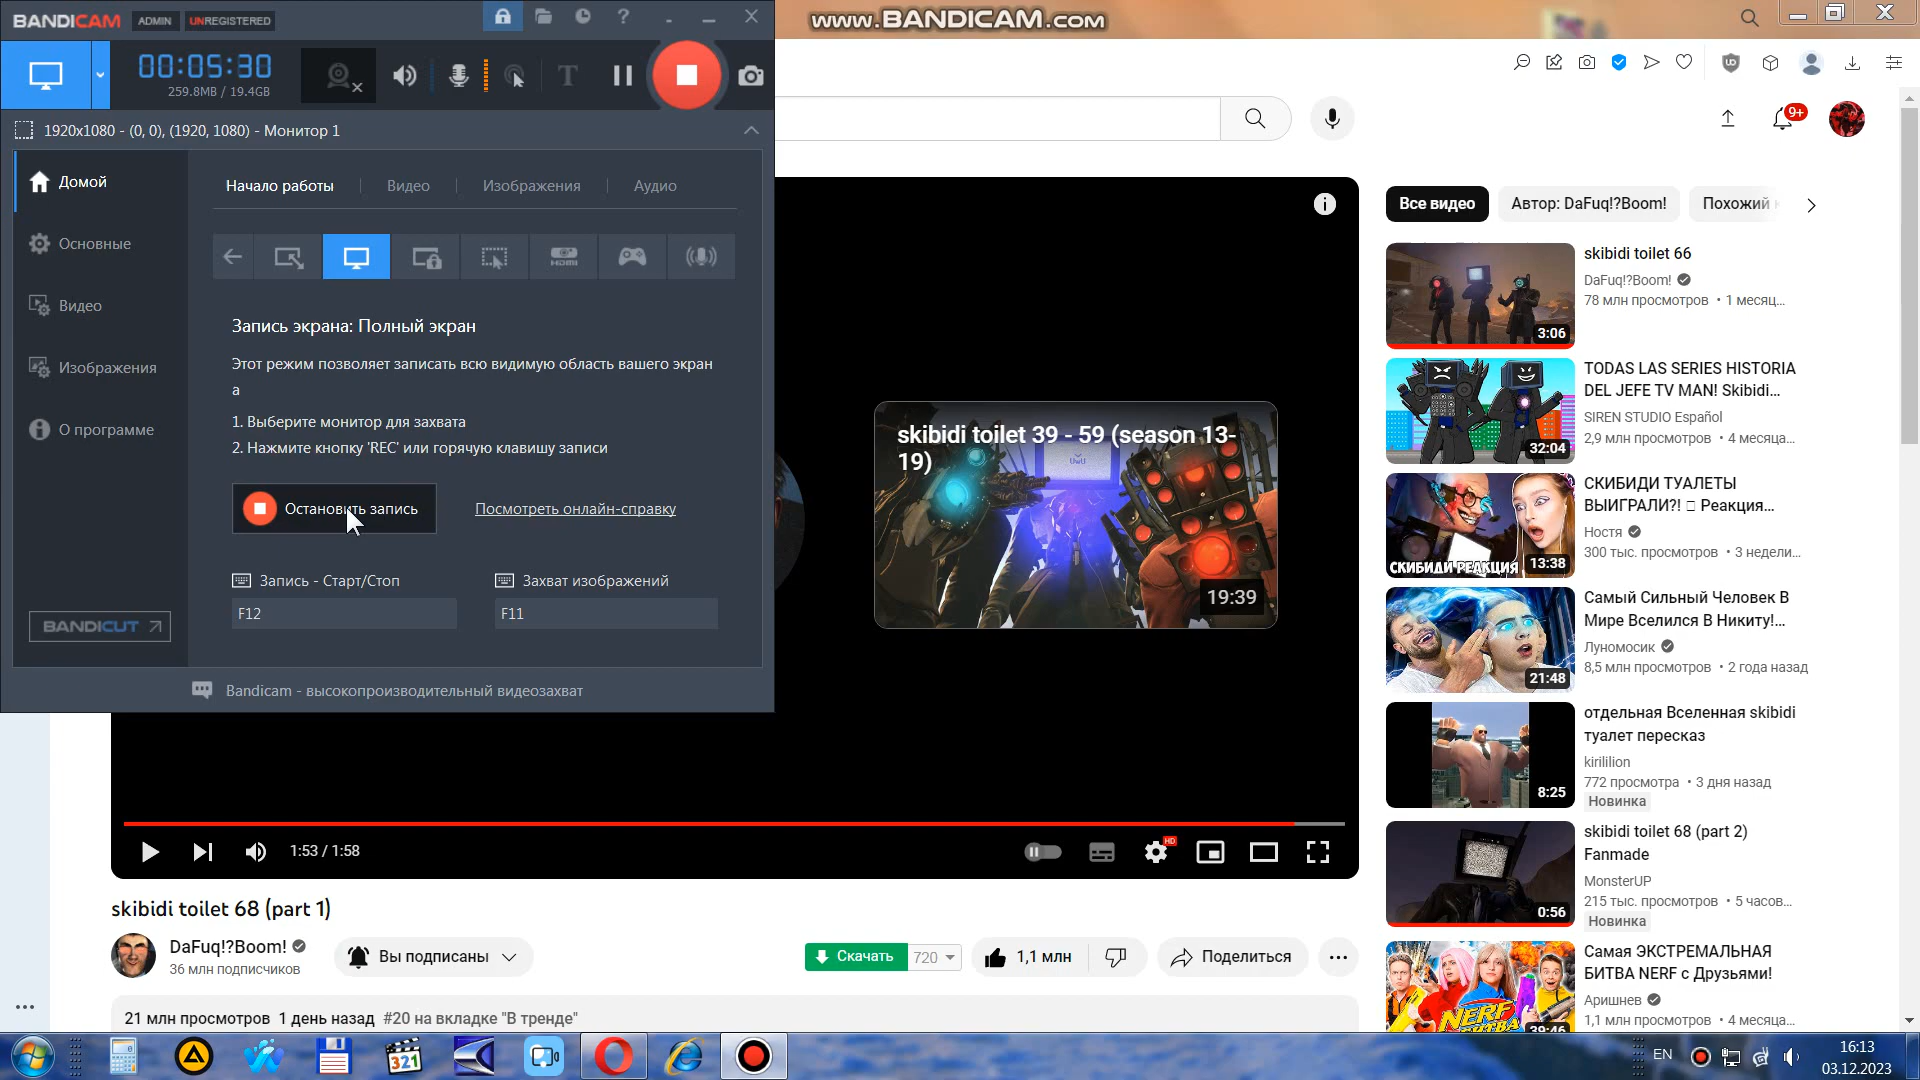 BANDICAM ADMIN UNREGISTERED
www.BANDICAM.com
00:05:30
259.8MB / 19.4GB
1920x1080 - (0, 0), (1920, 1080) - Монитор 1
Домой
Основные
Видео
Изображения
О программе
BANDICUT
Начало работы
Видео
Изображения
Аудио
HDMI
Запись экрана: Полный экран
Этот режим позволяет записать всю видимую область вашего экран
а
1. Выберите монитор для захвата
2. Нажмите кнопку 'REC' или горячую клавишу записи
Остановить запись
Посмотреть онлайн-справку
Запись - Старт/Стоп
Захват изображений
F12
F11
Bandicam - высокопроизводительный видеозахват
9+
skibidi toilet 39 - 59 (season 13-
19)
UwU
19:39
1:53 / 1:58
HD
skibidi toilet 68 (part 1)
DaFuq!?Boom!
36 млн подписчиков
Вы подписаны
Скачать 720
1,1 млн
Поделиться
21 млн просмотров 1 день назад #20 на вкладке "В тренде"
Все видео
Автор: DaFuq!?Boom!
Похожий
skibidi toilet 66
DaFuq!?Boom!
78 млн просмотров • 1 месяц...
3:06
TODAS LAS SERIES HISTORIA
DEL JEFE TV MAN! Skibidi...
SIREN STUDIO Español
2,9 млн просмотров • 4 месяца...
32:04
СКИБИДИ ТУАЛЕТЫ
ВЫИГРАЛИ?! Реакция...
Ностя
300 тыс. просмотров • 3 недели...
СКИБИДИ РЕАКЦИЯ
13:38
Самый Сильный Человек В
Мире Вселился В Никиту!...
Луномосик
8,5 млн просмотров • 2 года назад
21:48
отдельная Вселенная skibidi
туалет пересказ
kirililion
772 просмотра • 3 дня назад
Новинка
8:25
skibidi toilet 68 (part 2)
Fanmade
MonsterUP
215 тыс. просмотров • 5 часов...
Новинка
0:56
Самая ЭКСТРЕМАЛЬНАЯ
БИТВА NERF с Друзьями!
Аришнев
1,1 млн просмотров • 4 месяца...
NERF
БИТВА
39:46
321
EN
16:13
03.12.2023